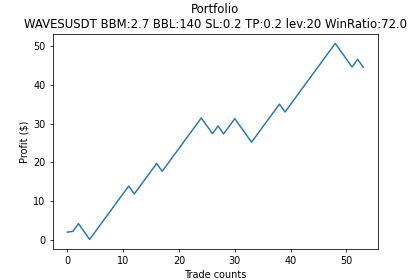 Portfolio
WAVESUSDT BBM:2.7 BBL:140 SL:0.2 TP:0.2 lev:20 WinRatio:72.0
50
40
30
20
10
0
Profit ($)
0 10 20 30 40 50
Trade counts